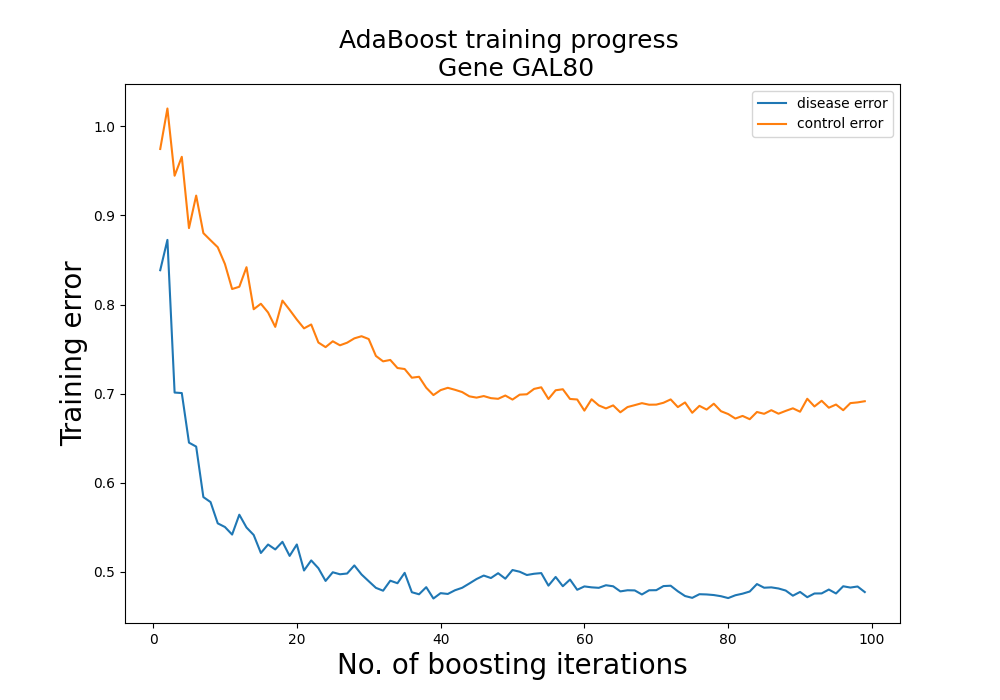 AdaBoost training progress
Gene GAL80
disease error
control error
Training error
1.0
0.9
0.8
0.7
0.6
0.5
0 20 40 60 80 100
No. of boosting iterations